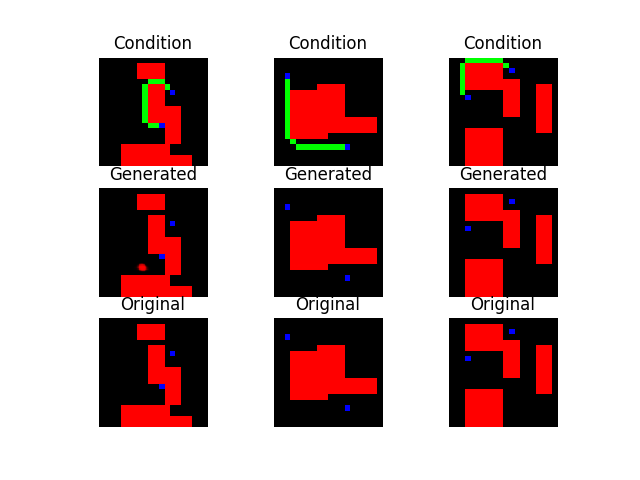 Condition Condition Condition
Generated Generated Generated
Original Original Original